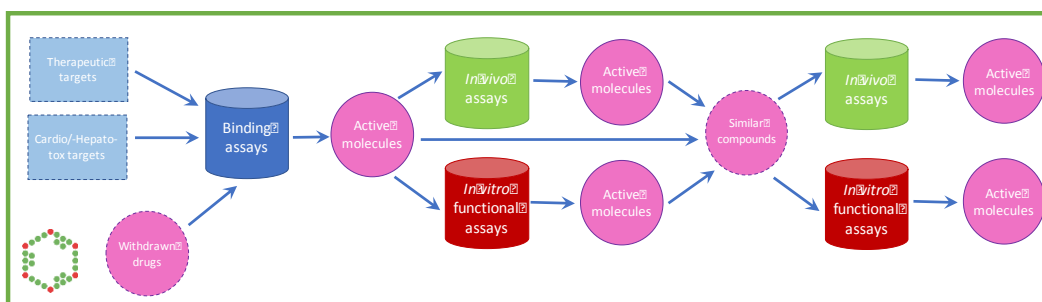 Therapeutic
targets
Cardio/-Hepato-
tox targets
Withdrawn
drugs
Binding
assays
Active
molecules
In vivo
assays
Active
molecules
In vitro
functional
assays
Active
molecules
Similar
compounds
In vivo
assays
Active
molecules
In vitro
functional
assays
Active
molecules